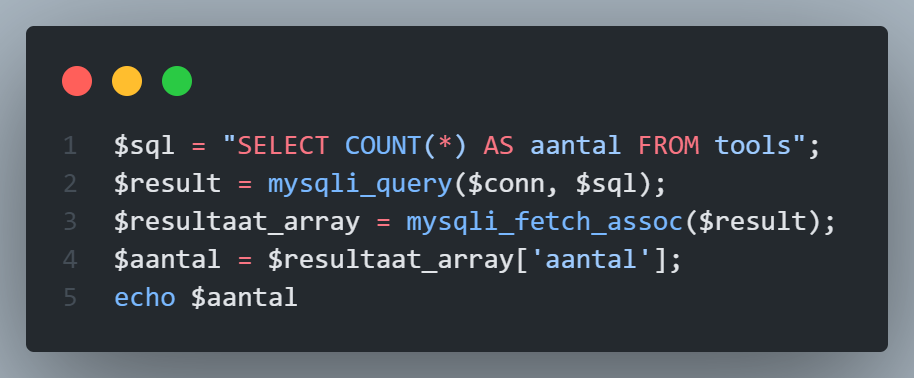 1 $sql = "SELECT COUNT(*) AS aantal FROM tools";
2 $result = mysqli_query($conn, $sql);
3 $resultaat_array = mysqli_fetch_assoc($result);
4 $aantal = $resultaat_array['aantal'];
5 echo $aantal